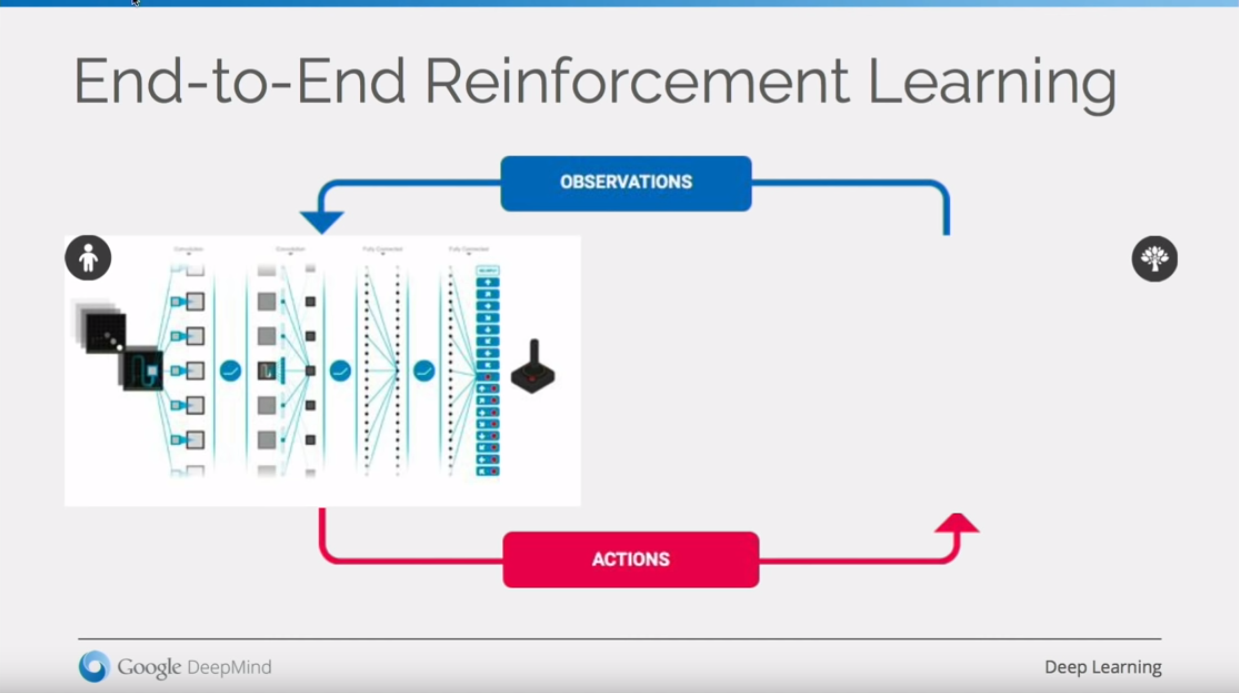 End-to-End Reinforcement Learning
OBSERVATIONS
Convolution Convolution Fully Connected Fully Connected
ACTIONS
Google DeepMind
Deep Learning